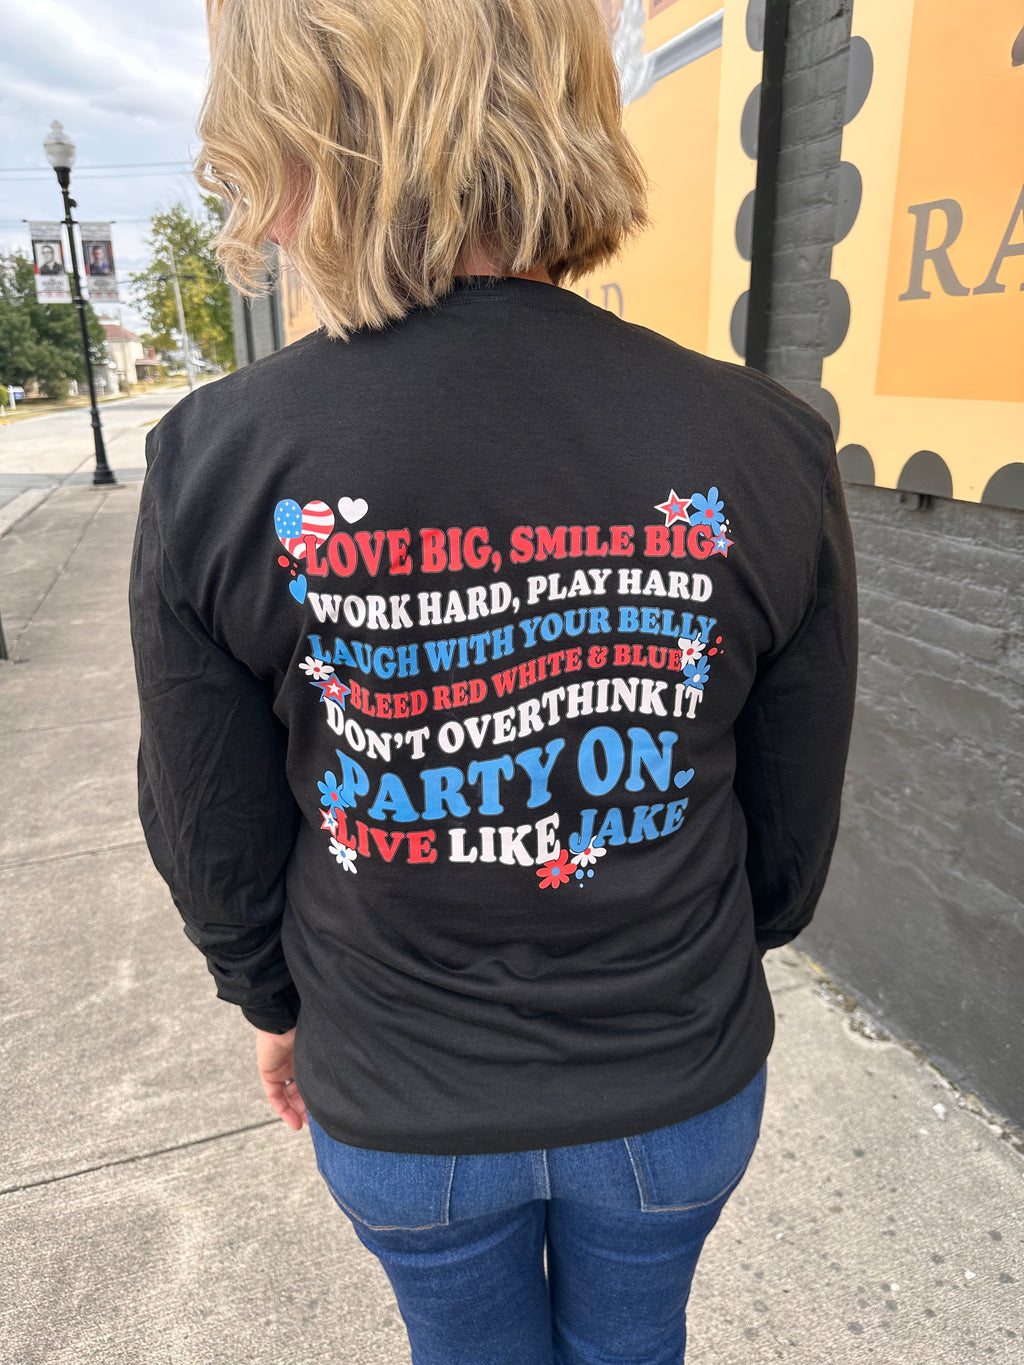 LOVE BIG, SMILE BIG
WORK HARD, PLAY HARD
LAUGH WITH YOUR BELLY
BLEED RED WHITE & BLUE
DON'T OVERTHINK IT
PARTY ON
LIVE LIKE JAKE
RA